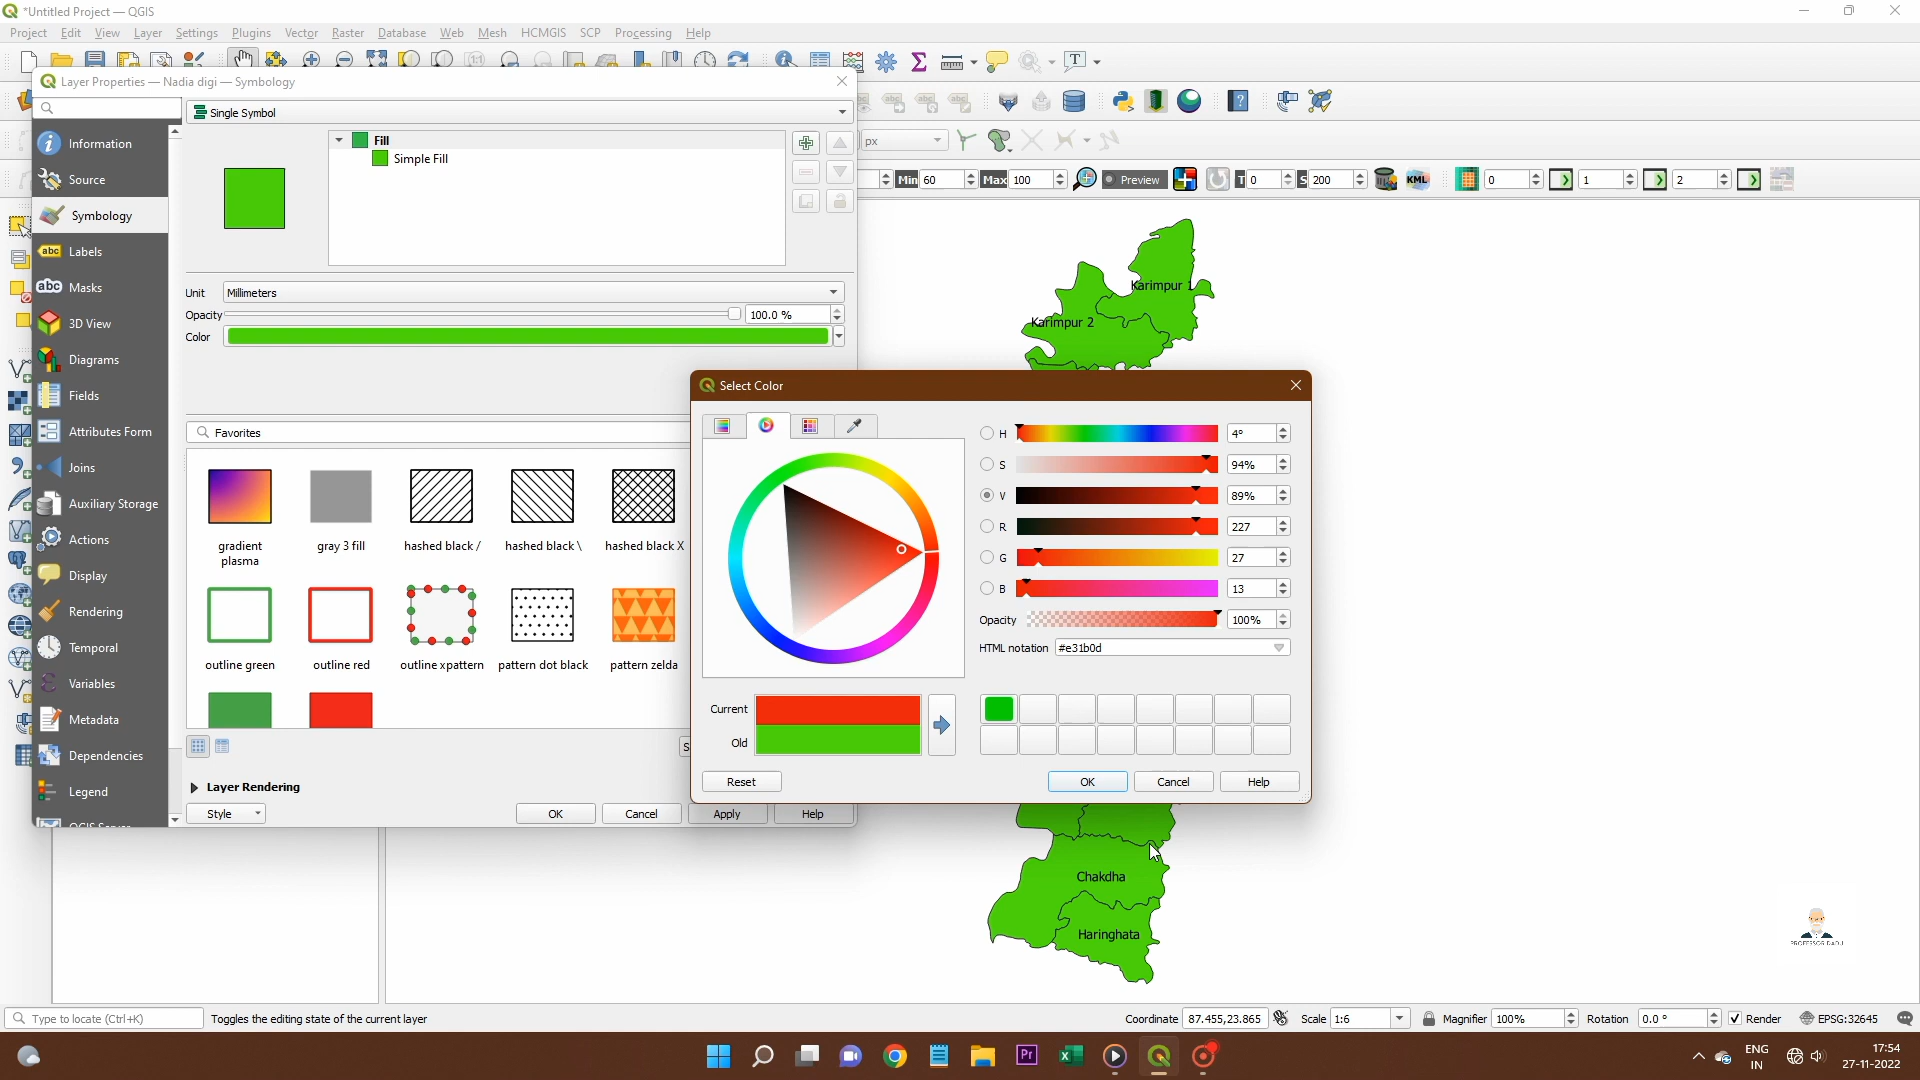 *Untitled Project — QGIS
Project Edit View Layer Settings Plugins Vector Raster Database Web Mesh HCMGIS SCP Processing Help
Layer Properties — Nadia digi — Symbology
Single Symbol
Information
Source
Symbology
Labels
Masks
3D View
Diagrams
Fields
Attributes Form
Joins
Auxiliary Storage
Actions
Display
Rendering
Temporal
Variables
Metadata
Dependencies
Legend
Fill
Simple Fill
Unit Millimeters
Opacity 100.0 %
Color
Favorites
gradient plasma
gray 3 fill
hashed black /
hashed black \
hashed black X
outline green
outline red
outline xpattern
pattern dot black
pattern zelda
Layer Rendering
Style
OK Cancel Apply Help
px
Min 60 Max 100 Preview T 0 S 200 KML 0 1 2
Karimpur 1
Karimpur 2
Select Color
H 4°
S 94%
V 89%
R 227
G 27
B 13
Opacity 100%
HTML notation #e31b0d
Current
Old
Reset OK Cancel Help
Chakdha
Haringhata
Type to locate (Ctrl+K) Toggles the editing state of the current layer Coordinate 87.455,23.865 Scale 1:6 Magnifier 100% Rotation 0.0 ° Render EPSG:32645
ENG
IN
17:54
27-11-2022